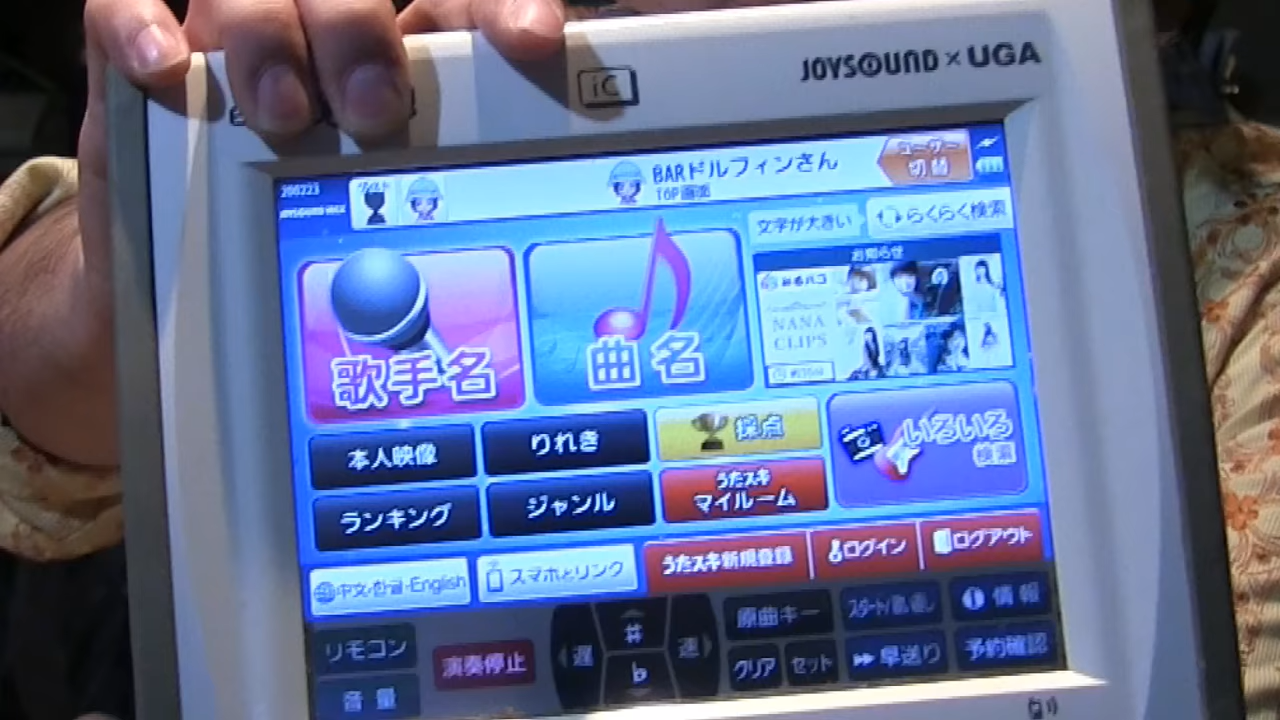 iC
JOYSOUND × UGA
200223
JOYSOUND MAX
ゲスト
BARドルフィンさん
TOP画面
ユーザー
切替
文字が大きい
らくらく検索
お知らせ
みるハコ
NANA
CLIPS
歌手名
曲名
本人映像
りれき
採点
いろいろ
検索
ランキング
ジャンル
うたスキ
マイルーム
中文・한글・English
スマホとリンク
うたスキ新規登録
ログイン
ログアウト
リモコン
音量
演奏停止
遅
♯
♭
速
原曲キー
情報
クリア
セット
早送り
予約確認